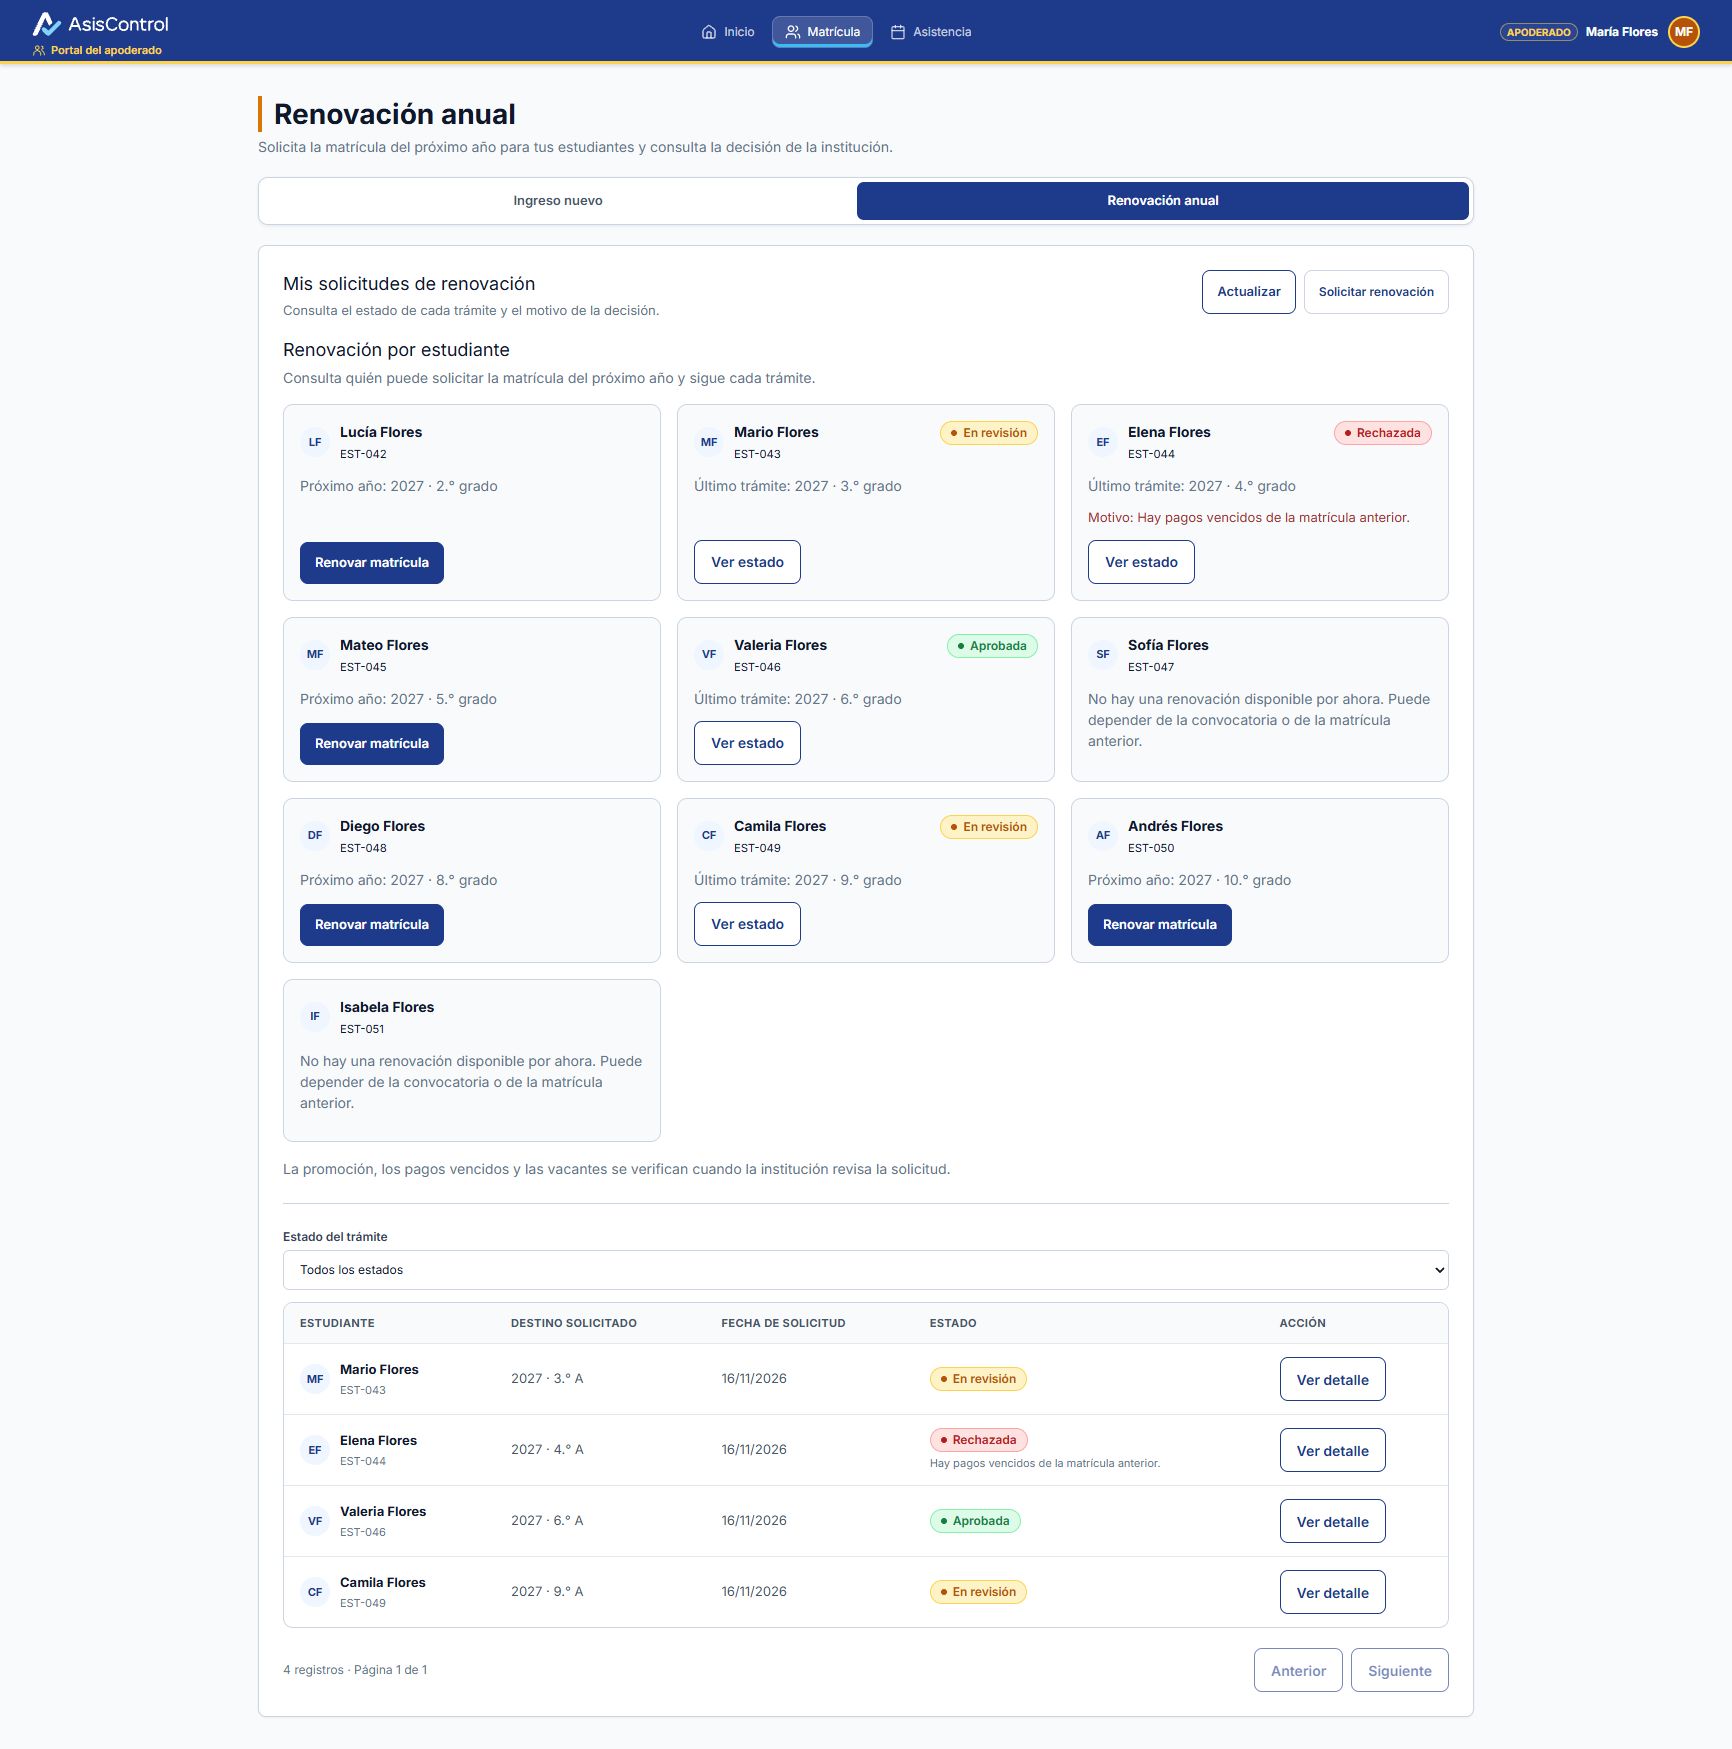 AsisControl
Portal del apoderado
Inicio
Matrícula
Asistencia
APODERADO
María Flores
MF
Renovación anual
Solicita la matrícula del próximo año para tus estudiantes y consulta la decisión de la institución.
Ingreso nuevo
Renovación anual
Mis solicitudes de renovación
Consulta el estado de cada trámite y el motivo de la decisión.
Actualizar
Solicitar renovación
Renovación por estudiante
Consulta quién puede solicitar la matrícula del próximo año y sigue cada trámite.
LF
Lucía Flores
EST-042
Próximo año: 2027 · 2.° grado
Renovar matrícula
MF
Mario Flores
EST-043
En revisión
Último trámite: 2027 · 3.° grado
Ver estado
EF
Elena Flores
EST-044
Rechazada
Último trámite: 2027 · 4.° grado
Motivo: Hay pagos vencidos de la matrícula anterior.
Ver estado
MF
Mateo Flores
EST-045
Próximo año: 2027 · 5.° grado
Renovar matrícula
VF
Valeria Flores
EST-046
Aprobada
Último trámite: 2027 · 6.° grado
Ver estado
SF
Sofía Flores
EST-047
No hay una renovación disponible por ahora. Puede
depender de la convocatoria o de la matrícula
anterior.
DF
Diego Flores
EST-048
Próximo año: 2027 · 8.° grado
Renovar matrícula
CF
Camila Flores
EST-049
En revisión
Último trámite: 2027 · 9.° grado
Ver estado
AF
Andrés Flores
EST-050
Próximo año: 2027 · 10.° grado
Renovar matrícula
IF
Isabela Flores
EST-051
No hay una renovación disponible por ahora. Puede
depender de la convocatoria o de la matrícula
anterior.
La promoción, los pagos vencidos y las vacantes se verifican cuando la institución revisa la solicitud.
Estado del trámite
Todos los estados
ESTUDIANTE DESTINO SOLICITADO FECHA DE SOLICITUD ESTADO ACCIÓN
MF
Mario Flores
EST-043
2027 · 3.° A
16/11/2026
En revisión
Ver detalle
EF
Elena Flores
EST-044
2027 · 4.° A
16/11/2026
Rechazada
Hay pagos vencidos de la matrícula anterior.
Ver detalle
VF
Valeria Flores
EST-046
2027 · 6.° A
16/11/2026
Aprobada
Ver detalle
CF
Camila Flores
EST-049
2027 · 9.° A
16/11/2026
En revisión
Ver detalle
4 registros · Página 1 de 1
Anterior
Siguiente